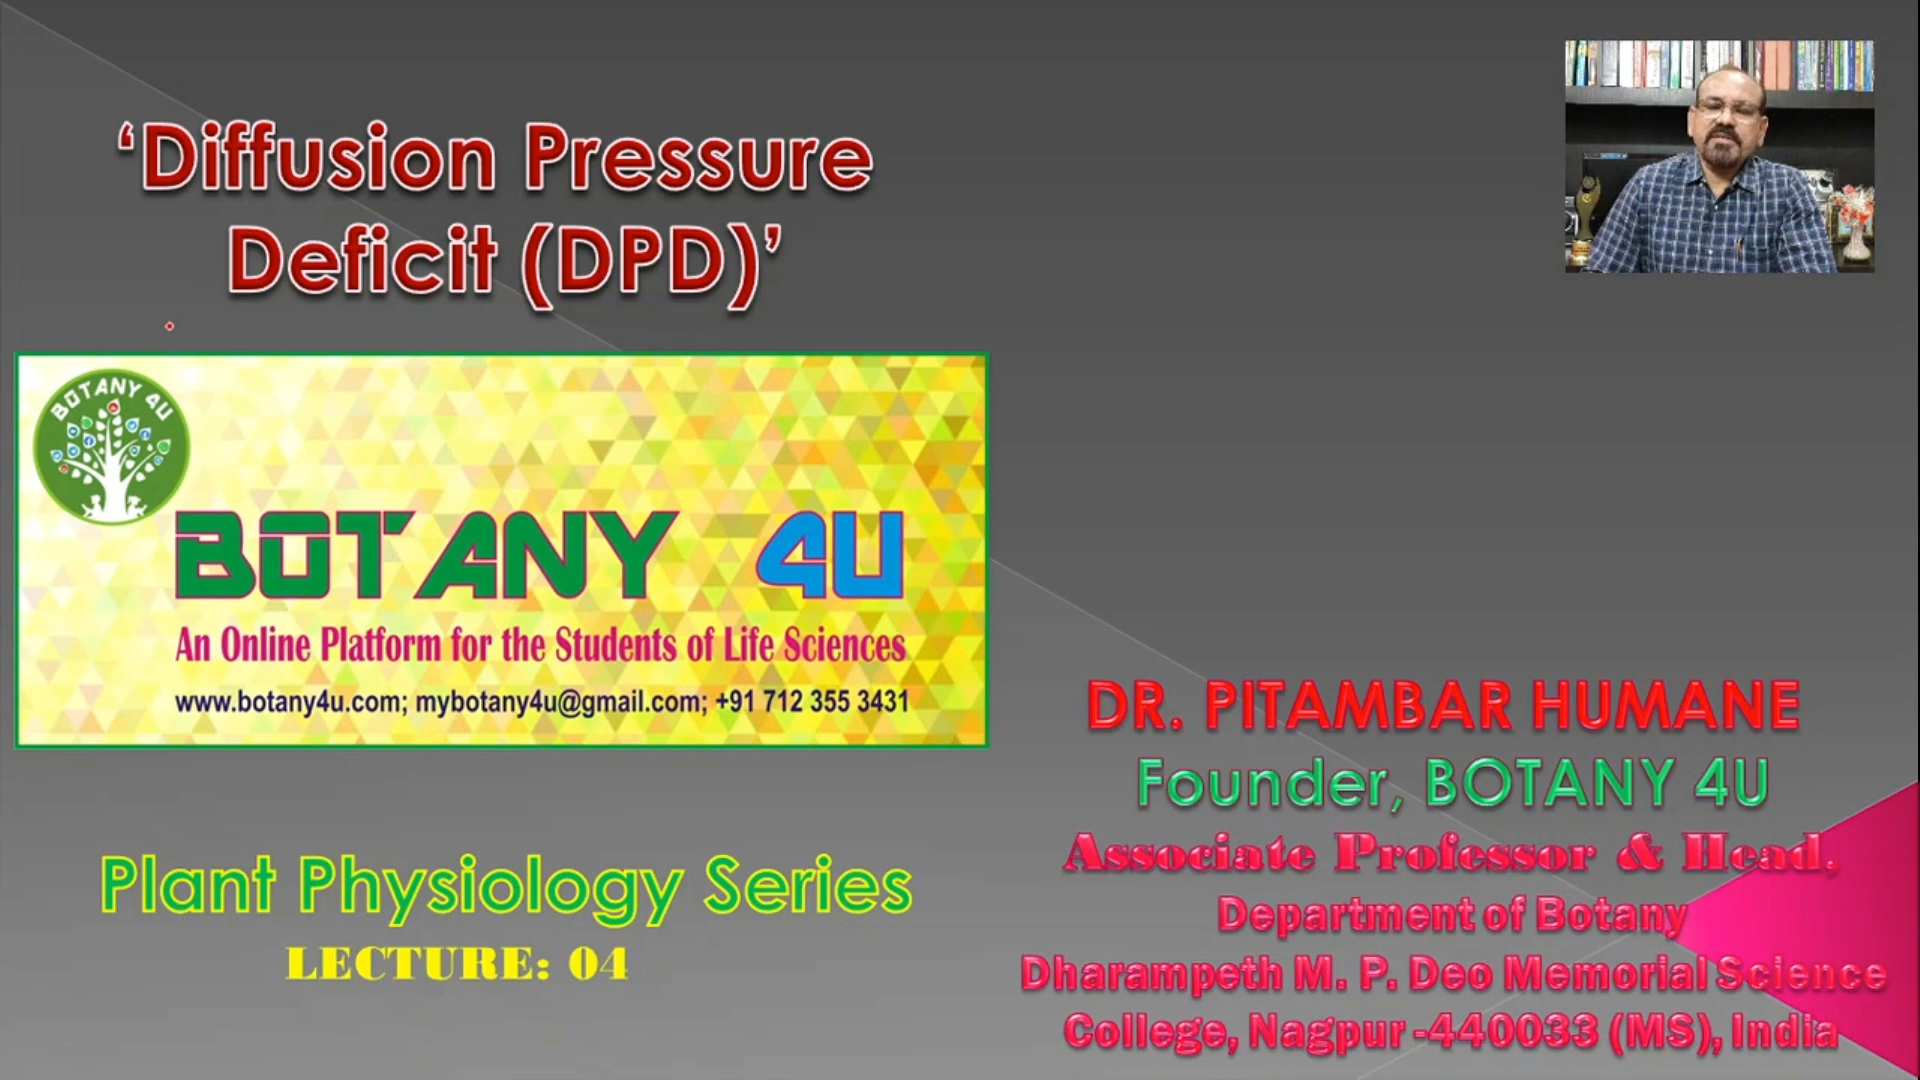 ‘Diffusion Pressure
Deficit (DPD)’
BOTANY 4U
BOTANY 4U
An Online Platform for the Students of Life Sciences
www.botany4u.com; mybotany4u@gmail.com; +91 712 355 3431
Plant Physiology Series
LECTURE: 04
DR. PITAMBAR HUMANE
Founder, BOTANY 4U
Associate Professor & Head,
Department of Botany
Dharampeth M. P. Deo Memorial Science
College, Nagpur -440033 (MS), India